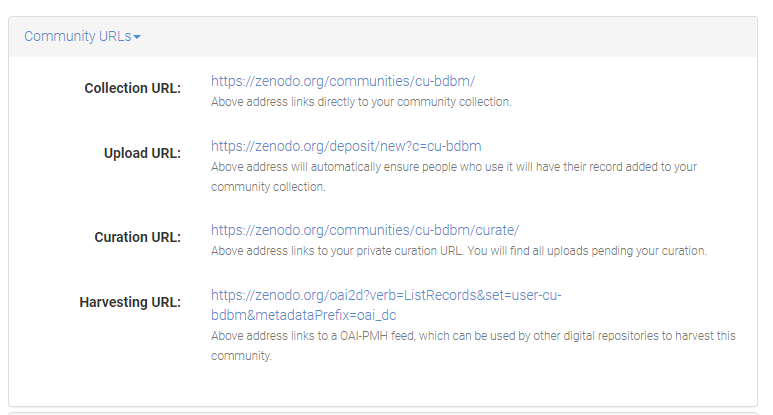 Community URLs
Collection URL: https://zenodo.org/communities/cu-bdbm/
Above address links directly to your community collection.
Upload URL: https://zenodo.org/deposit/new?c=cu-bdbm
Above address will automatically ensure people who use it will have their record added to your
community collection.
Curation URL: https://zenodo.org/communities/cu-bdbm/curate/
Above address links to your private curation URL. You will find all uploads pending your curation.
Harvesting URL: https://zenodo.org/oai2d?verb=ListRecords&set=user-cu-
bdbm&metadataPrefix=oai_dc
Above address links to a OAI-PMH feed, which can be used by other digital repositories to harvest this
community.